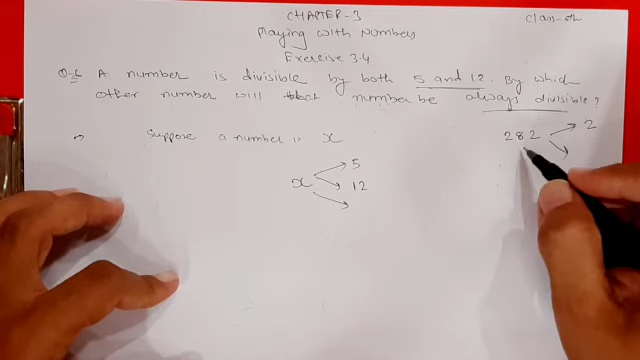 CHAPTER-3
Class-6th
Playing with Numbers
Exercise 3.4
Q-6 A number is divisible by both 5 and 12. By which
other number will that number be always divisible?
→ Suppose a number is x
282 → 2
x → 5
→ 12